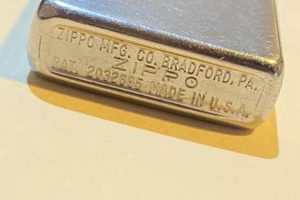 ZIPPO MFG. CO. BRADFORD, PA.
ZIPPO
PAT. 2032695 MADE IN U.S.A.